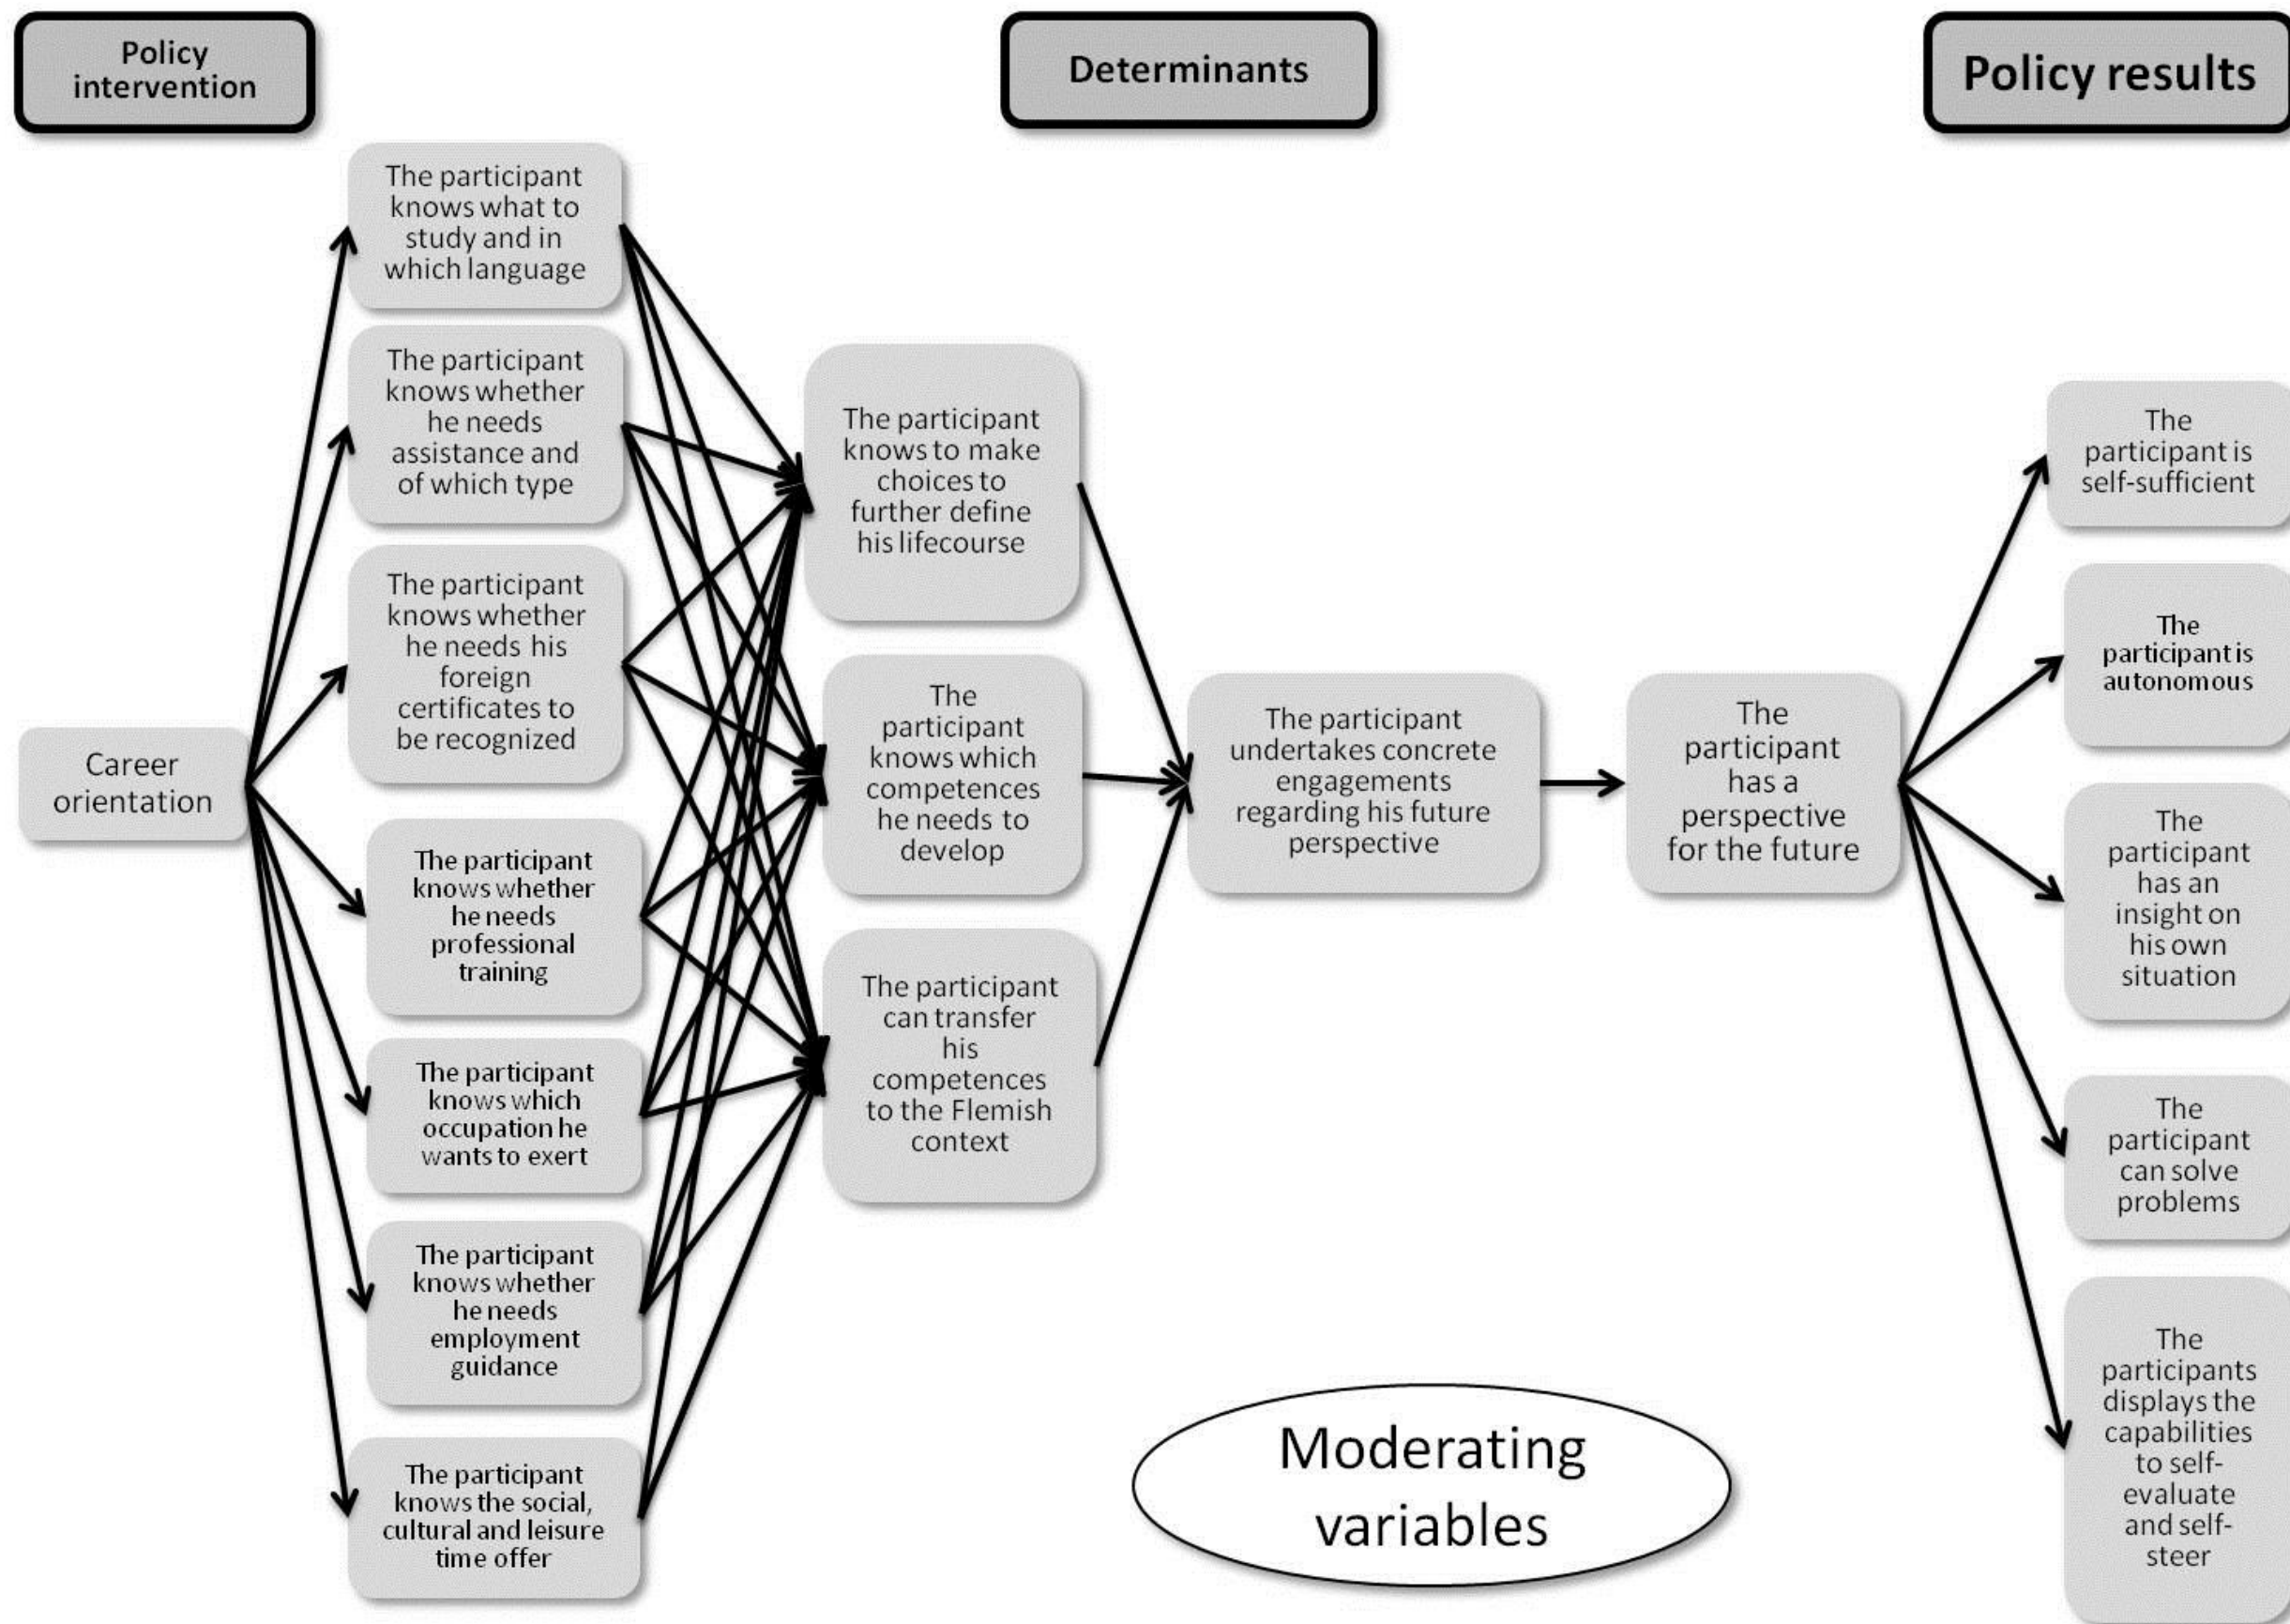 Policy
intervention
Determinants
Policy results
The participant
knows what to
study and in
which language
The participant
knows whether
he needs
assistance and
of which type
The participant
knows whether
he needs his
foreign
certificates to
be recognized
Career
orientation
The participant
knows whether
he needs
professional
training
The participant
knows which
occupation he
wants to exert
The participant
knows whether
he needs
employment
guidance
The participant
knows the social,
cultural and leisure
time offer
The participant
knows to make
choices to
further define
his lifecourse
The
participant
knows which
competences
he needs to
develop
The participant
can transfer
his
competences
to the Flemish
context
The participant
undertakes concrete
engagements
regarding his future
perspective
The
participant
has a
perspective
for the future
The
participant is
self-sufficient
The
participant is
autonomous
The
participant
has an
insight on
his own
situation
The
participant
can solve
problems
The
participants
displays the
capabilities
to self-
evaluate
and self-
steer
Moderating
variables